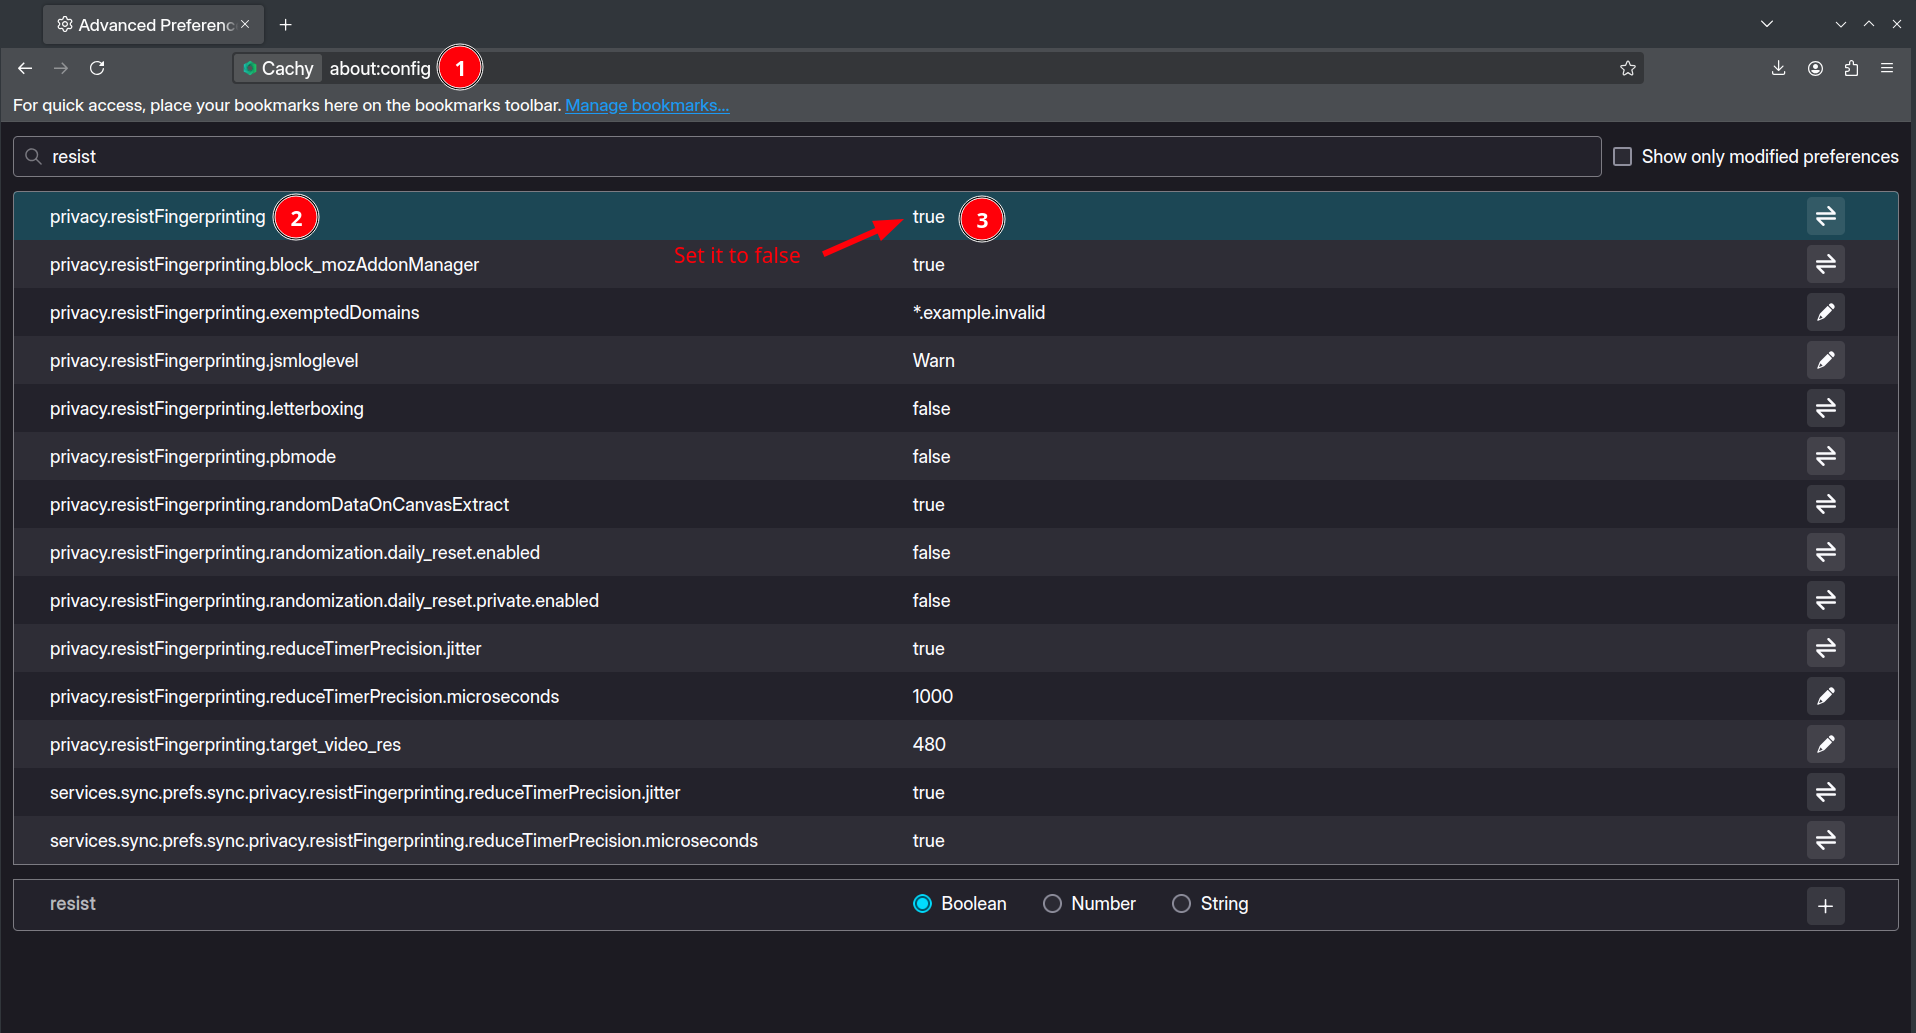 Advanced Preferenc
Cachy about:config 1
For quick access, place your bookmarks here on the bookmarks toolbar. Manage bookmarks...
resist
Show only modified preferences
privacy.resistFingerprinting 2 true 3
Set it to false
privacy.resistFingerprinting.block_mozAddonManager true
privacy.resistFingerprinting.exemptedDomains *.example.invalid
privacy.resistFingerprinting.jsmloglevel Warn
privacy.resistFingerprinting.letterboxing false
privacy.resistFingerprinting.pbmode false
privacy.resistFingerprinting.randomDataOnCanvasExtract true
privacy.resistFingerprinting.randomization.daily_reset.enabled false
privacy.resistFingerprinting.randomization.daily_reset.private.enabled false
privacy.resistFingerprinting.reduceTimerPrecision.jitter true
privacy.resistFingerprinting.reduceTimerPrecision.microseconds 1000
privacy.resistFingerprinting.target_video_res 480
services.sync.prefs.sync.privacy.resistFingerprinting.reduceTimerPrecision.jitter true
services.sync.prefs.sync.privacy.resistFingerprinting.reduceTimerPrecision.microseconds true
resist Boolean Number String